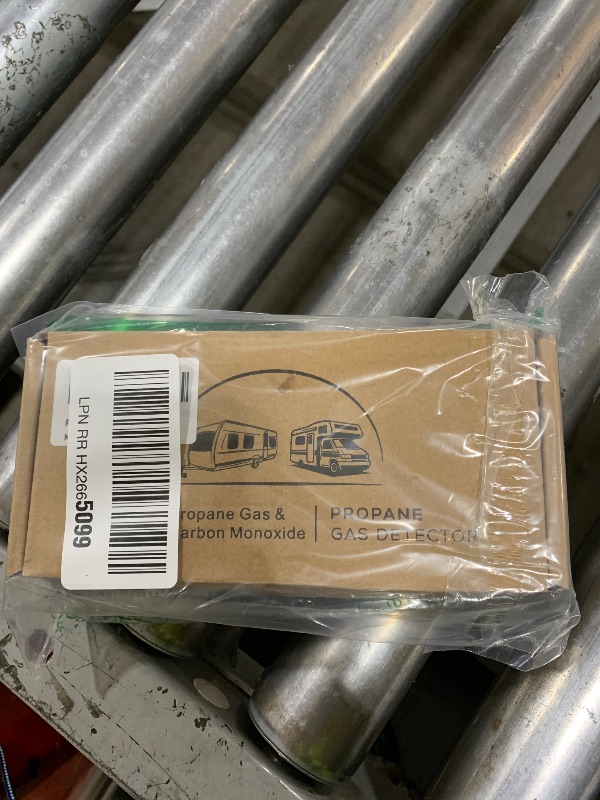 LPN RR HX2665099
ropane Gas &
arbon Monoxide
PROPANE
GAS DETECTOR